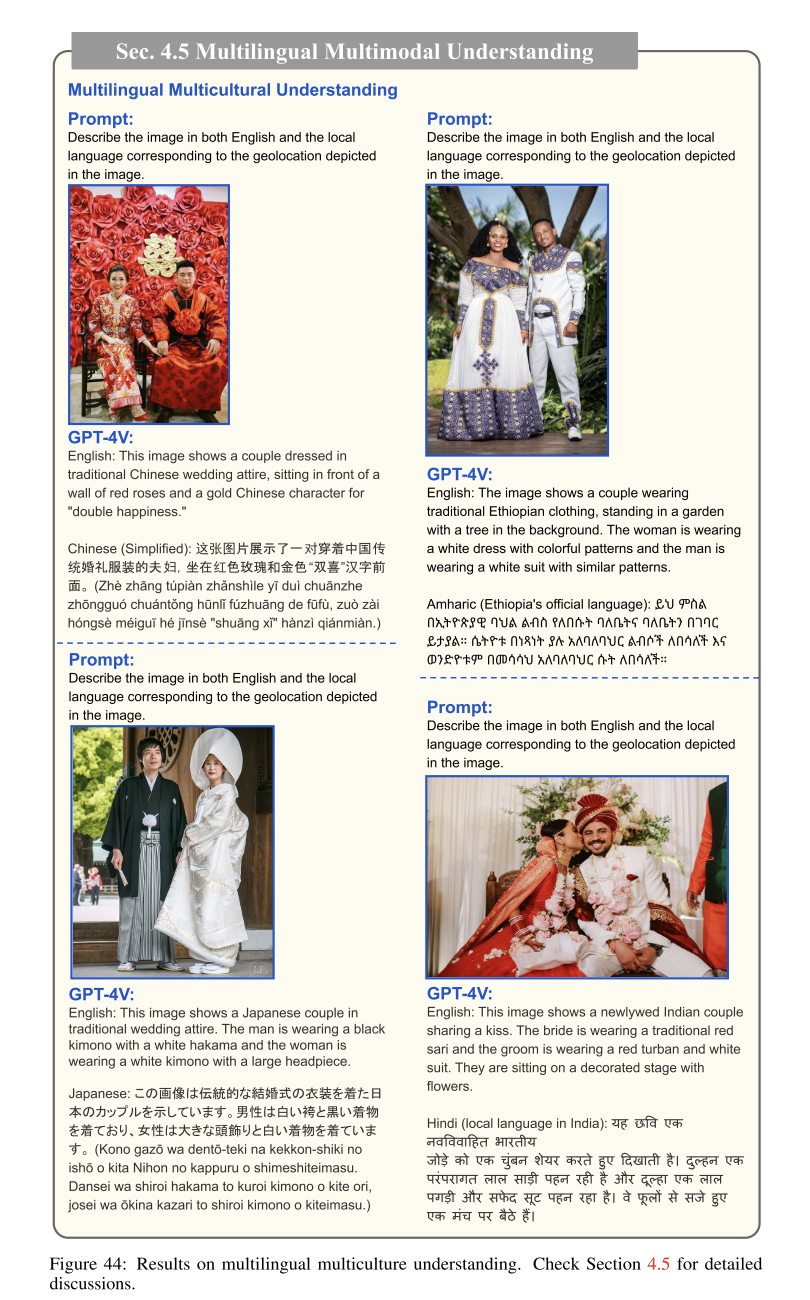 Sec. 4.5 Multilingual Multimodal Understanding
Multilingual Multicultural Understanding
Prompt:
Describe the image in both English and the local
language corresponding to the geolocation depicted
in the image.
囍
GPT-4V:
English: This image shows a couple dressed in
traditional Chinese wedding attire, sitting in front of a
wall of red roses and a gold Chinese character for
"double happiness."
Chinese (Simplified): 这张图片展示了一对穿着中国传
统婚礼服装的夫妇, 坐在红色玫瑰和金色“双喜”汉字前
面。 (Zhè zhāng túpiàn zhǎnshìle yī duì chuānzhe
zhōngguó chuántǒng hūnlǐ fúzhuāng de fūfù, zuò zài
hóngsè méiguī hé jīnsè "shuāng xǐ" hànzì qiánmiàn.)
Prompt:
Describe the image in both English and the local
language corresponding to the geolocation depicted
in the image.
LF
GPT-4V:
English: This image shows a Japanese couple in
traditional wedding attire. The man is wearing a black
kimono with a white hakama and the woman is
wearing a white kimono with a large headpiece.
Japanese: この画像は伝統的な結婚式の衣装を着た日
本のカップルを示しています。男性は白い袴と黒い着物
を着ており、女性は大きな頭飾りと白い着物を着ていま
す。 (Kono gazō wa dentō-teki na kekkon-shiki no
ishō o kita Nihon no kappuru o shimeshiteimasu.
Dansei wa shiroi hakama to kuroi kimono o kite ori,
josei wa ōkina kazari to shiroi kimono o kiteimasu.)
Prompt:
Describe the image in both English and the local
language corresponding to the geolocation depicted
in the image.
GPT-4V:
English: The image shows a couple wearing
traditional Ethiopian clothing, standing in a garden
with a tree in the background. The woman is wearing
a white dress with colorful patterns and the man is
wearing a white suit with similar patterns.
Amharic (Ethiopia's official language): ይህ ምስል
በኢትዮጵያዊ ባህል ልብስ የለበሱት ባለቤትና ባለቤትን በገባር
ይታያል። ሴትዮቱ በነጻነት ያሉ አለባለባህር ልብሶች ለበሳለች እና
ወንድዮቱም በመሳሳህ አለባለባህር ሱት ለበሳለች።
Prompt:
Describe the image in both English and the local
language corresponding to the geolocation depicted
in the image.
GPT-4V:
English: This image shows a newlywed Indian couple
sharing a kiss. The bride is wearing a traditional red
sari and the groom is wearing a red turban and white
suit. They are sitting on a decorated stage with
flowers.
Hindi (local language in India): यह छवि एक
नवविवाहित भारतीय
जोड़े को एक चुंबन शेयर करते हुए दिखाती है। दुल्हन एक
परंपरागत लाल साड़ी पहन रही है और दूल्हा एक लाल
पगड़ी और सफेद सूट पहन रहा है। वे फूलों से सजे हुए
एक मंच पर बैठे हैं।
Figure 44: Results on multilingual multiculture understanding. Check Section 4.5 for detailed
discussions.